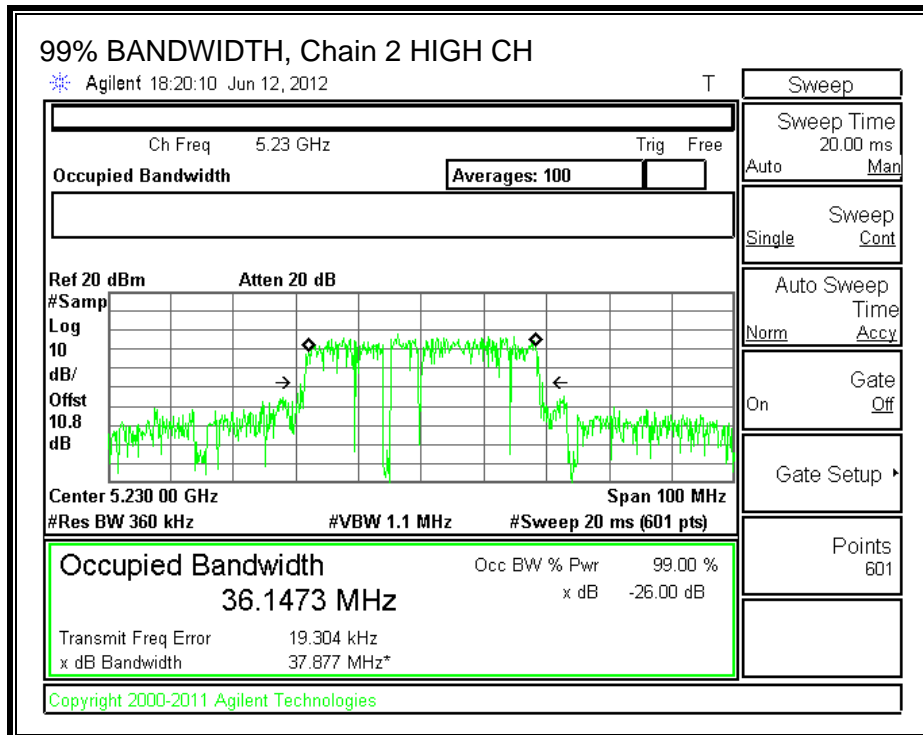 99% BANDWIDTH, Chain 2 HIGH CH
Agilent 18:20:10 Jun 12, 2012 T
Ch Freq 5.23 GHz Trig Free
Occupied Bandwidth Averages: 100
Ref 20 dBm Atten 20 dB
#Samp
Log
10
dB/
Offst
10.8
dB
Center 5.230 00 GHz Span 100 MHz
#Res BW 360 kHz #VBW 1.1 MHz #Sweep 20 ms (601 pts)
Occupied Bandwidth Occ BW % Pwr 99.00 %
36.1473 MHz x dB -26.00 dB
Transmit Freq Error 19.304 kHz
x dB Bandwidth 37.877 MHz*
Copyright 2000-2011 Agilent Technologies
Sweep
Sweep Time
20.00 ms
Auto Man
Sweep
Single Cont
Auto Sweep
Time
Norm Accy
Gate
On Off
Gate Setup
Points
601